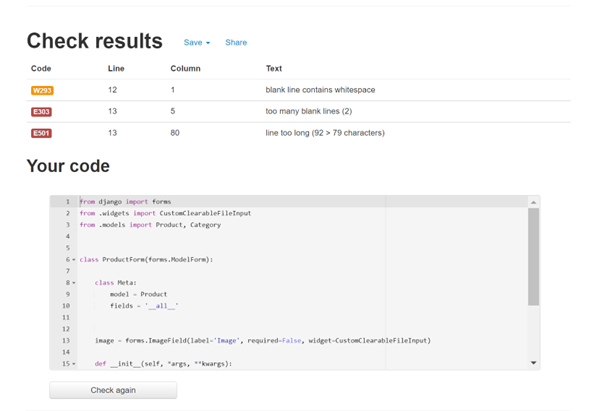 Check results Save Share
Code Line Column Text
W293 12 1 blank line contains whitespace
E303 13 5 too many blank lines (2)
E501 13 80 line too long (92 > 79 characters)
Your code
1 from django import forms
2 from .widgets import CustomClearableFileInput
3 from .models import Product, Category
4
5
6 class ProductForm(forms.ModelForm):
7
8 class Meta:
9 model = Product
10 fields = '__all__'
11
12
13 image = forms.ImageField(label='Image', required=False, widget=CustomClearableFileInput)
14
15 def __init__(self, *args, **kwargs):
Check again